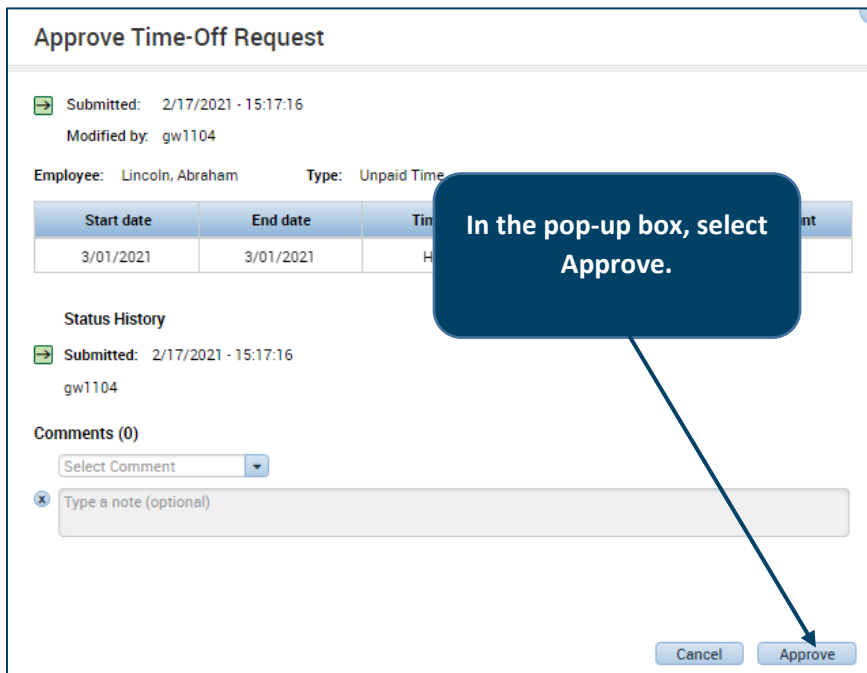 Approve Time-Off Request
Submitted: 2/17/2021 - 15:17:16
Modified by: gw1104
Employee: Lincoln, Abraham Type: Unpaid Time
Start date End date
3/01/2021 3/01/2021
In the pop-up box, select
Approve.
Status History
Submitted: 2/17/2021 - 15:17:16
gw1104
Comments (0)
Select Comment
x Type a note (optional)
Cancel Approve